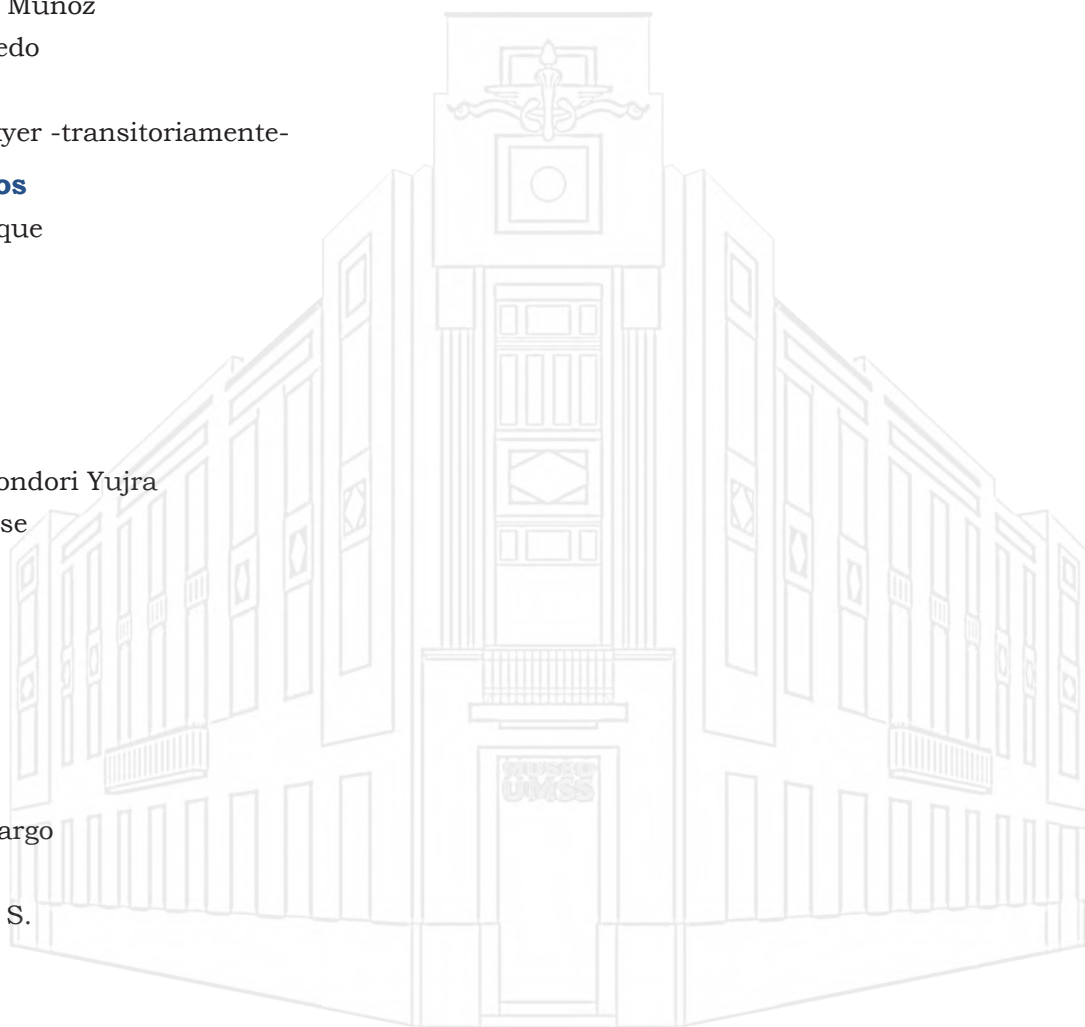 Muñoz
edo
yer -transitoriamente-
os
que
ondori Yujra
se
argo
S.
MUSEO
UMSS